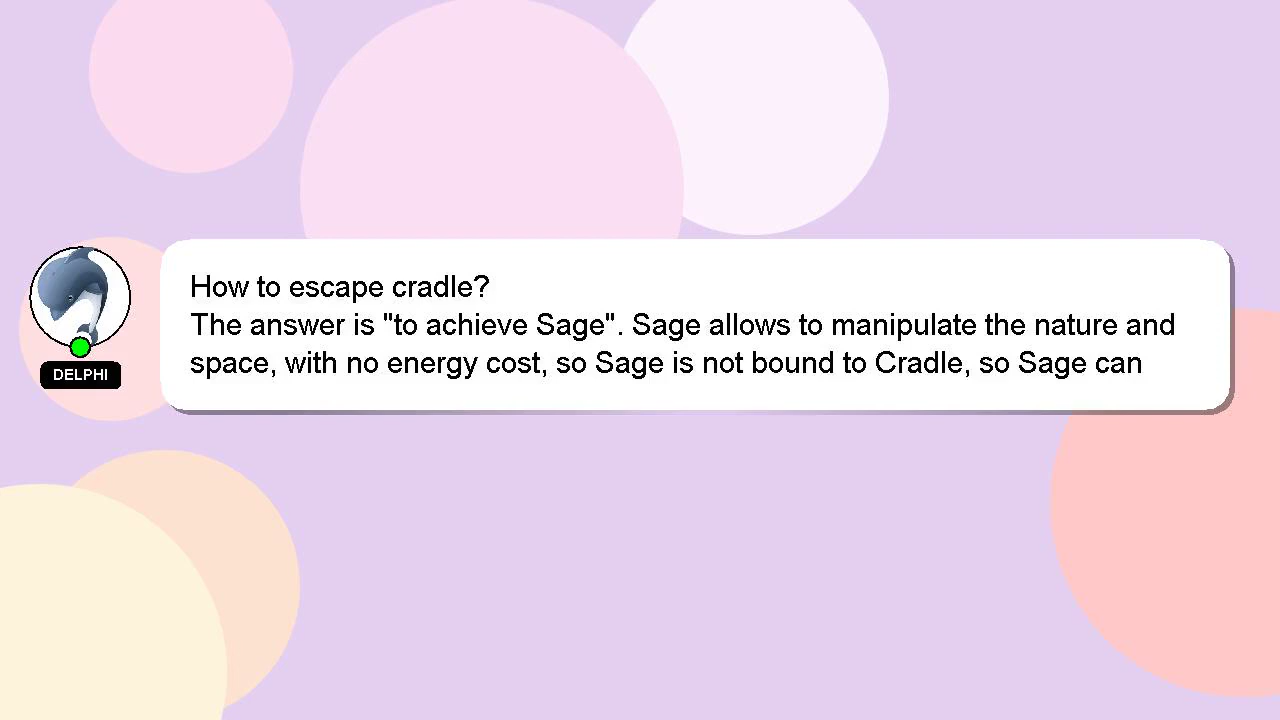 How to escape cradle?
The answer is "to achieve Sage". Sage allows to manipulate the nature and
space, with no energy cost, so Sage is not bound to Cradle, so Sage can
DELPHI